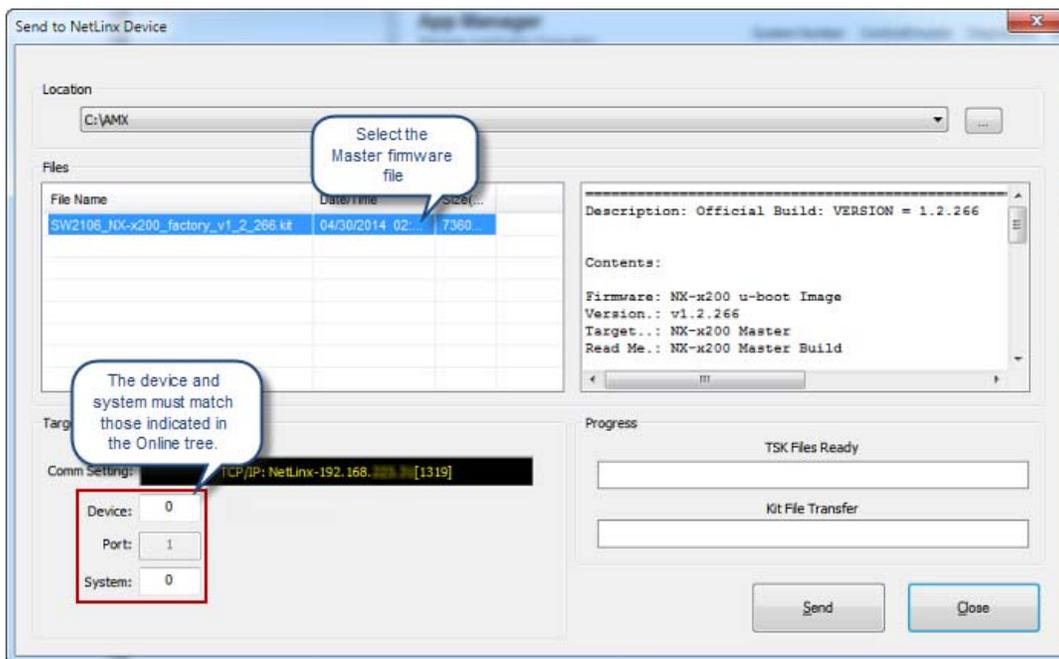 App Manager
Send to NetLinx Device
Location
C:\AMX
...
Select the
Master firmware
file
Files
File Name Date/Time Size(...
SW2106_NX-x200_factory_v1_2_266.kit 04/30/2014 02:... 7360...
Description: Official Build: VERSION = 1.2.266
Contents:
Firmware: NX-x200 u-boot Image
Version.: v1.2.266
Target..: NX-x200 Master
Read Me.: NX-x200 Master Build
The device and
system must match
those indicated in
the Online tree.
Targ
Comm Setting: TCP/IP: NetLinx-192.168. [1319]
Device: 0
Port: 1
System: 0
Progress
TSK Files Ready
Kit File Transfer
Send
Close